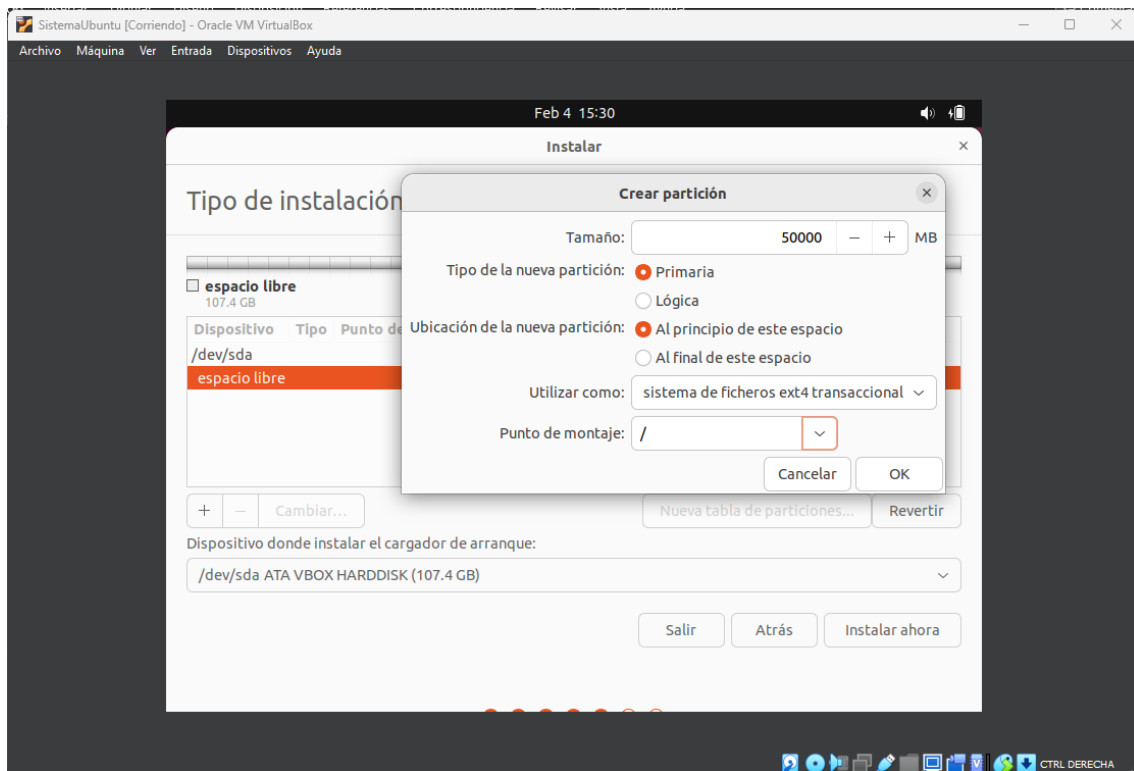 SistemaUbuntu [Corriendo] - Oracle VM VirtualBox
Archivo Máquina Ver Entrada Dispositivos Ayuda
Feb 4 15:30
Instalar
Tipo de instalación
Crear partición
Tamaño: 50000 − + MB
Tipo de la nueva partición: Primaria
Lógica
Ubicación de la nueva partición: Al principio de este espacio
Al final de este espacio
Utilizar como: sistema de ficheros ext4 transaccional
Punto de montaje: /
Cancelar OK
espacio libre
107.4 GB
Dispositivo Tipo Punto de
/dev/sda
espacio libre
+ − Cambiar... Nueva tabla de particiones... Revertir
Dispositivo donde instalar el cargador de arranque:
/dev/sda ATA VBOX HARDDISK (107.4 GB)
Salir Atrás Instalar ahora
CTRL DERECHA